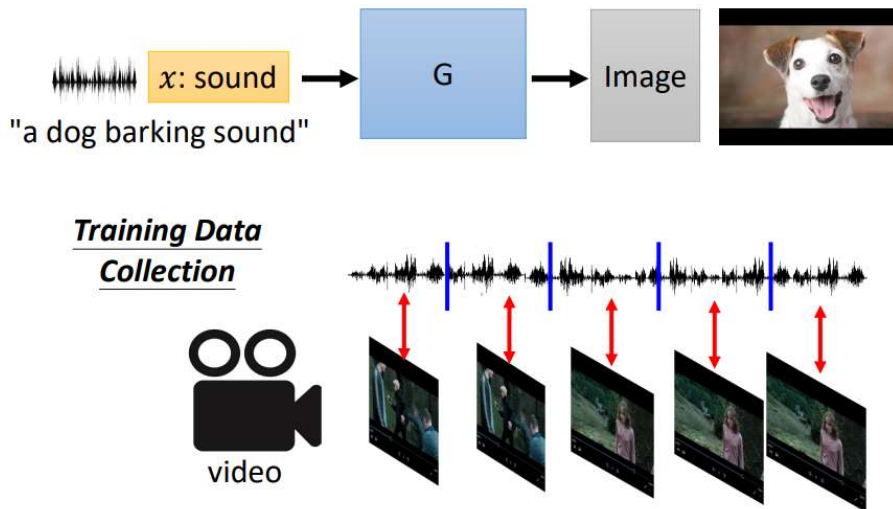 x: sound
G
Image
"a dog barking sound"
Training Data
Collection
video